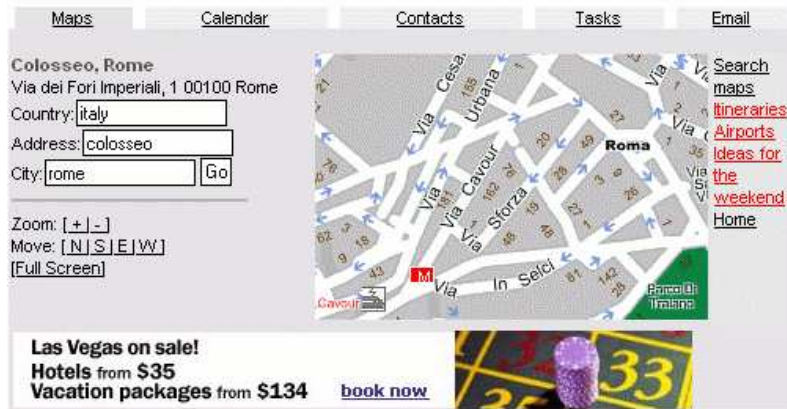 Maps Calendar Contacts Tasks Email
Colosseo, Rome
Via dei Fori Imperiali, 1 00100 Rome
Country: italy
Address: colosseo
City: rome Go
Zoom: [ + | - ]
Move: [ N | S | E | W ]
[Full Screen]
Via Cesa
Urbana
Via Cavour
Via Sforza
Via In Selci
Roma
M
Cavour
Parco Di
Traiano
Search
maps
Itineraries
Airports
Ideas for
the
weekend
Home
Las Vegas on sale!
Hotels from $35
Vacation packages from $134 book now
33